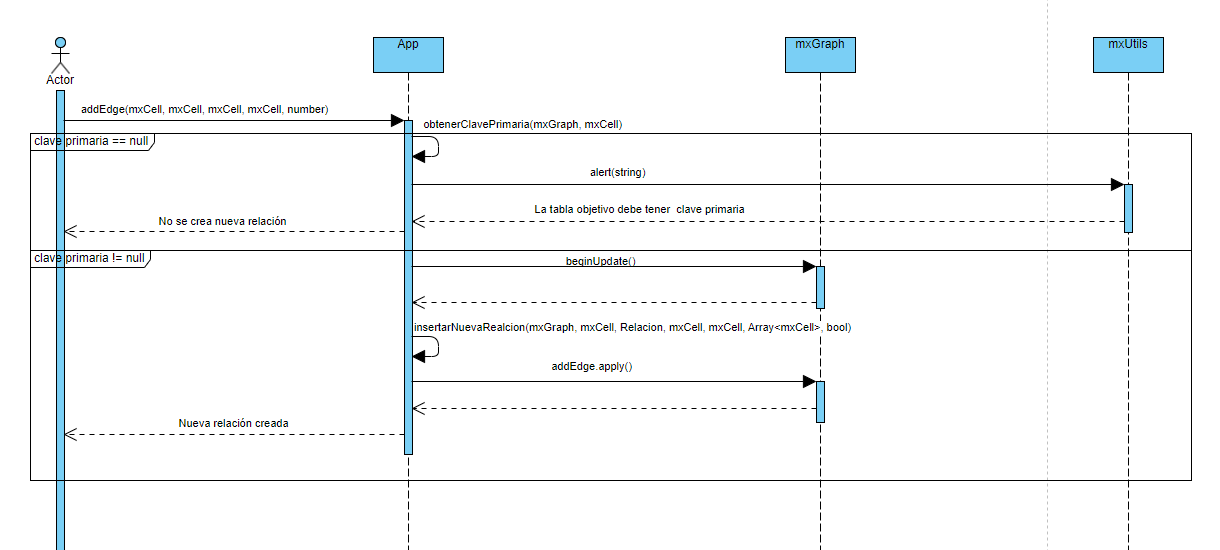 App
mxGraph
mxUtils
Actor
addEdge(mxCell, mxCell, mxCell, mxCell, number)
obtenerClavePrimaria(mxGraph, mxCell)
clave primaria == null
alert(string)
La tabla objetivo debe tener clave primaria
No se crea nueva relación
clave primaria != null
beginUpdate()
insertarNuevaRealcion(mxGraph, mxCell, Relacion, mxCell, mxCell, Array<mxCell>, bool)
addEdge.apply()
Nueva relación creada